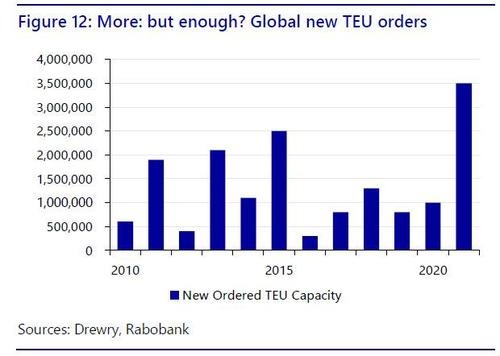 Figure 12: More: but enough? Global new TEU orders
4,000,000
3,500,000
3,000,000
2,500,000
2,000,000
1,500,000
1,000,000
500,000
0
2010 2015 2020
New Ordered TEU Capacity
Sources: Drewry, Rabobank